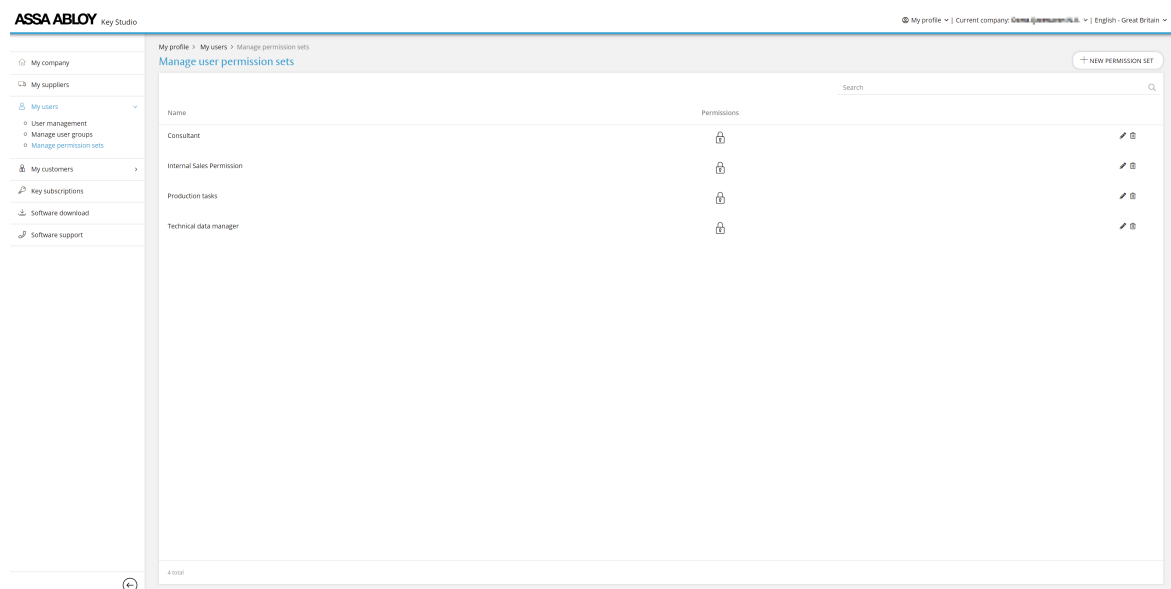 ASSA ABLOY Key Studio
My profile | Current company: | English - Great Britain
My company
My suppliers
My users
User management
Manage user groups
Manage permission sets
My customers
Key subscriptions
Software download
Software support
My profile > My users > Manage permission sets
Manage user permission sets
+ NEW PERMISSION SET
Search
Name Permissions
Consultant
Internal Sales Permission
Production tasks
Technical data manager
4 total